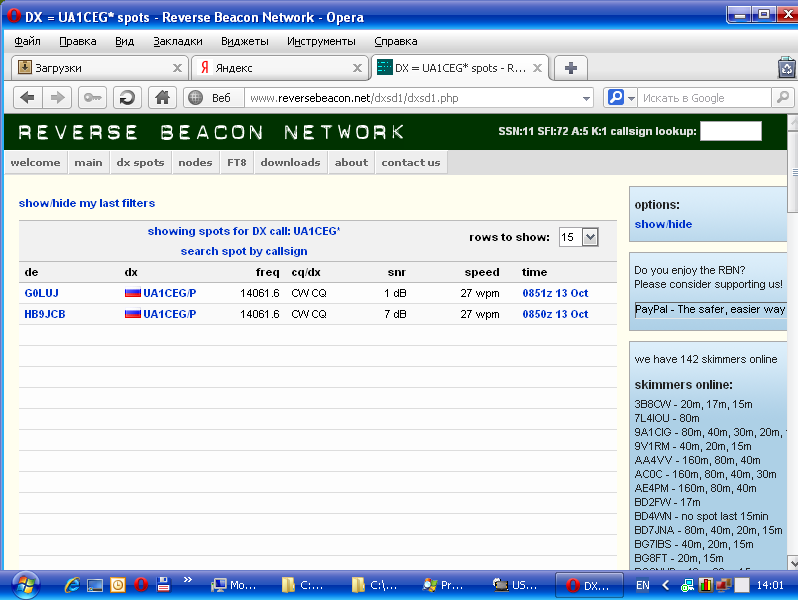 DX = UA1CEG* spots - Reverse Beacon Network - Opera
Файл Правка Вид Закладки Виджеты Инструменты Справка
Загрузки Яндекс DX = UA1CEG* spots - R...
Веб www.reversebeacon.net/dxsd1/dxsd1.php Искать в Google
REVERSE BEACON NETWORK SSN:11 SFI:72 A:5 K:1 callsign lookup:
welcome main dx spots nodes FT8 downloads about contact us
show/hide my last filters
showing spots for DX call: UA1CEG*
search spot by callsign
rows to show: 15
de dx freq cq/dx snr speed time
G0LUJ UA1CEG/P 14061.6 CW CQ 1 dB 27 wpm 0851z 13 Oct
HB9JCB UA1CEG/P 14061.6 CW CQ 7 dB 27 wpm 0850z 13 Oct
options:
show/hide
Do you enjoy the RBN?
Please consider supporting us!
PayPal - The safer, easier way
we have 142 skimmers online
skimmers online:
3B8CW - 20m, 17m, 15m
7L4IOU - 80m
9A1CIG - 80m, 40m, 30m, 20m,
9V1RM - 40m, 20m, 15m
AA4VV - 160m, 80m, 40m
AC0C - 160m, 80m, 40m, 30m
AE4PM - 160m, 80m, 40m
BD2FW - 17m
BD4WN - no spot last 15min
BD7JNA - 80m, 40m, 20m, 15m
BG7IBS - 40m, 20m, 15m
BG8FT - 20m, 15m
Mo... C:... C:\... Pr... US... DX... EN 14:01